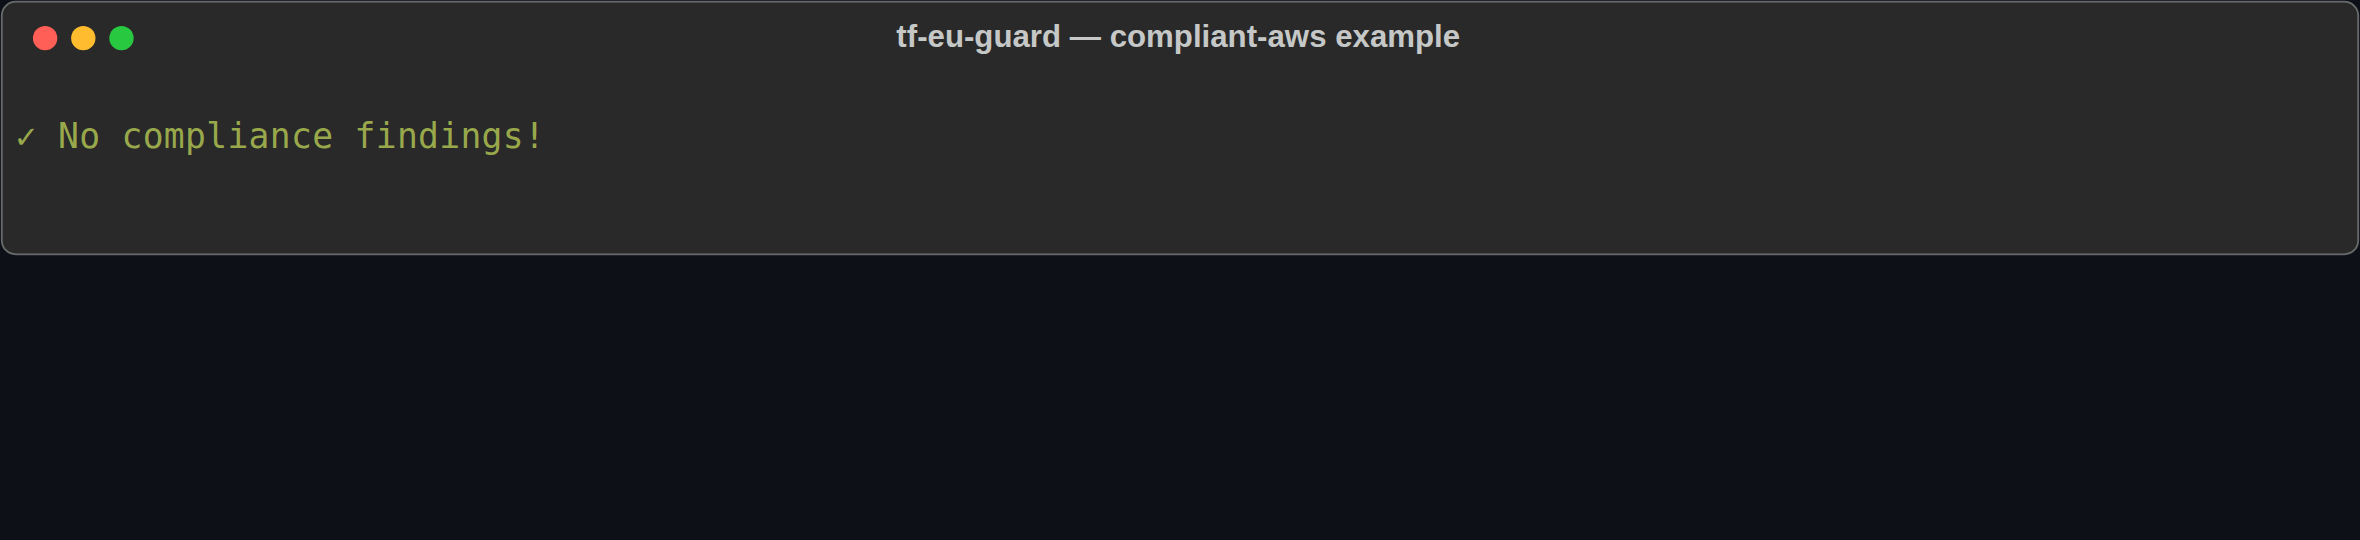 tf-eu-guard — compliant-aws example
✓ No compliance findings!